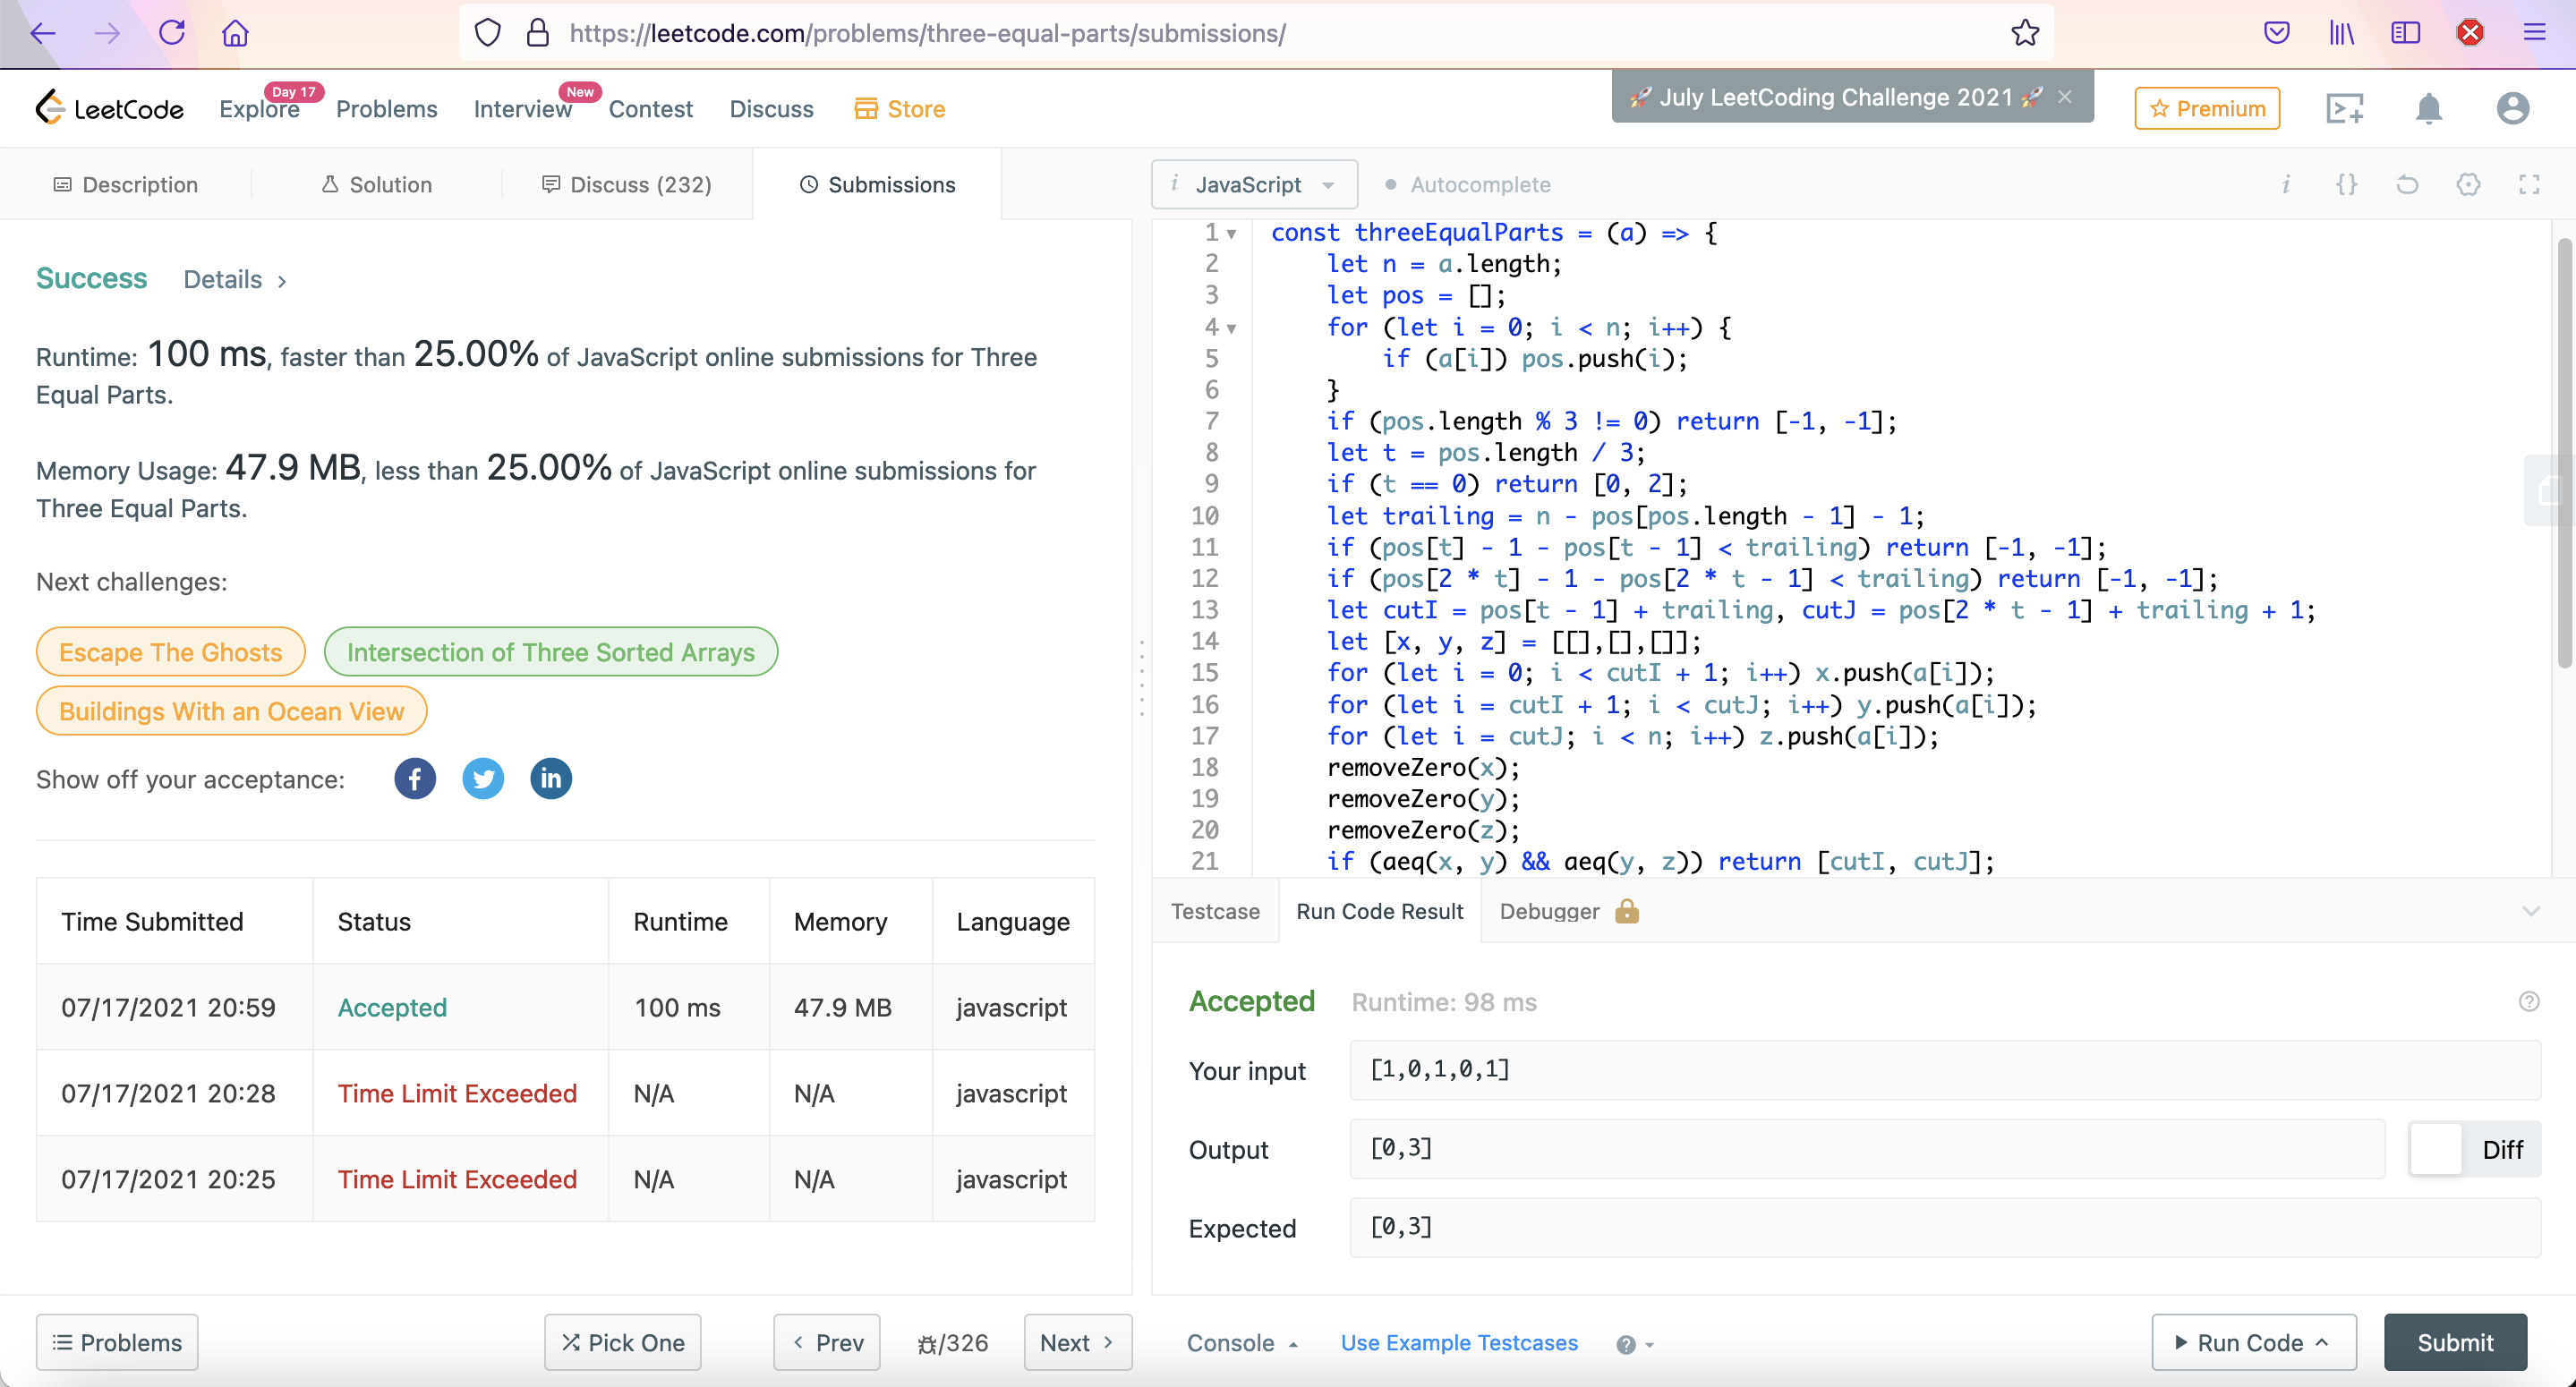 https://leetcode.com/problems/three-equal-parts/submissions/
LeetCode
Explore
Day 17
Problems
Interview
New
Contest
Discuss
Store
🚀 July LeetCoding Challenge 2021 🚀 ×
Premium
Description
Solution
Discuss (232)
Submissions
i JavaScript
Autocomplete
Success Details >
Runtime: 100 ms, faster than 25.00% of JavaScript online submissions for Three
Equal Parts.
Memory Usage: 47.9 MB, less than 25.00% of JavaScript online submissions for
Three Equal Parts.
Next challenges:
Escape The Ghosts
Intersection of Three Sorted Arrays
Buildings With an Ocean View
Show off your acceptance:
Time Submitted Status Runtime Memory Language
07/17/2021 20:59 Accepted 100 ms 47.9 MB javascript
07/17/2021 20:28 Time Limit Exceeded N/A N/A javascript
07/17/2021 20:25 Time Limit Exceeded N/A N/A javascript
1 const threeEqualParts = (a) => {
2 let n = a.length;
3 let pos = [];
4 for (let i = 0; i < n; i++) {
5 if (a[i]) pos.push(i);
6 }
7 if (pos.length % 3 != 0) return [-1, -1];
8 let t = pos.length / 3;
9 if (t == 0) return [0, 2];
10 let trailing = n - pos[pos.length - 1] - 1;
11 if (pos[t] - 1 - pos[t - 1] < trailing) return [-1, -1];
12 if (pos[2 * t] - 1 - pos[2 * t - 1] < trailing) return [-1, -1];
13 let cutI = pos[t - 1] + trailing, cutJ = pos[2 * t - 1] + trailing + 1;
14 let [x, y, z] = [[],[],[]];
15 for (let i = 0; i < cutI + 1; i++) x.push(a[i]);
16 for (let i = cutI + 1; i < cutJ; i++) y.push(a[i]);
17 for (let i = cutJ; i < n; i++) z.push(a[i]);
18 removeZero(x);
19 removeZero(y);
20 removeZero(z);
21 if (aeq(x, y) && aeq(y, z)) return [cutI, cutJ];
Testcase
Run Code Result
Debugger
Accepted Runtime: 98 ms
Your input [1,0,1,0,1]
Output [0,3]
Diff
Expected [0,3]
Problems
Pick One
Prev
/326
Next
Console
Use Example Testcases
Run Code
Submit